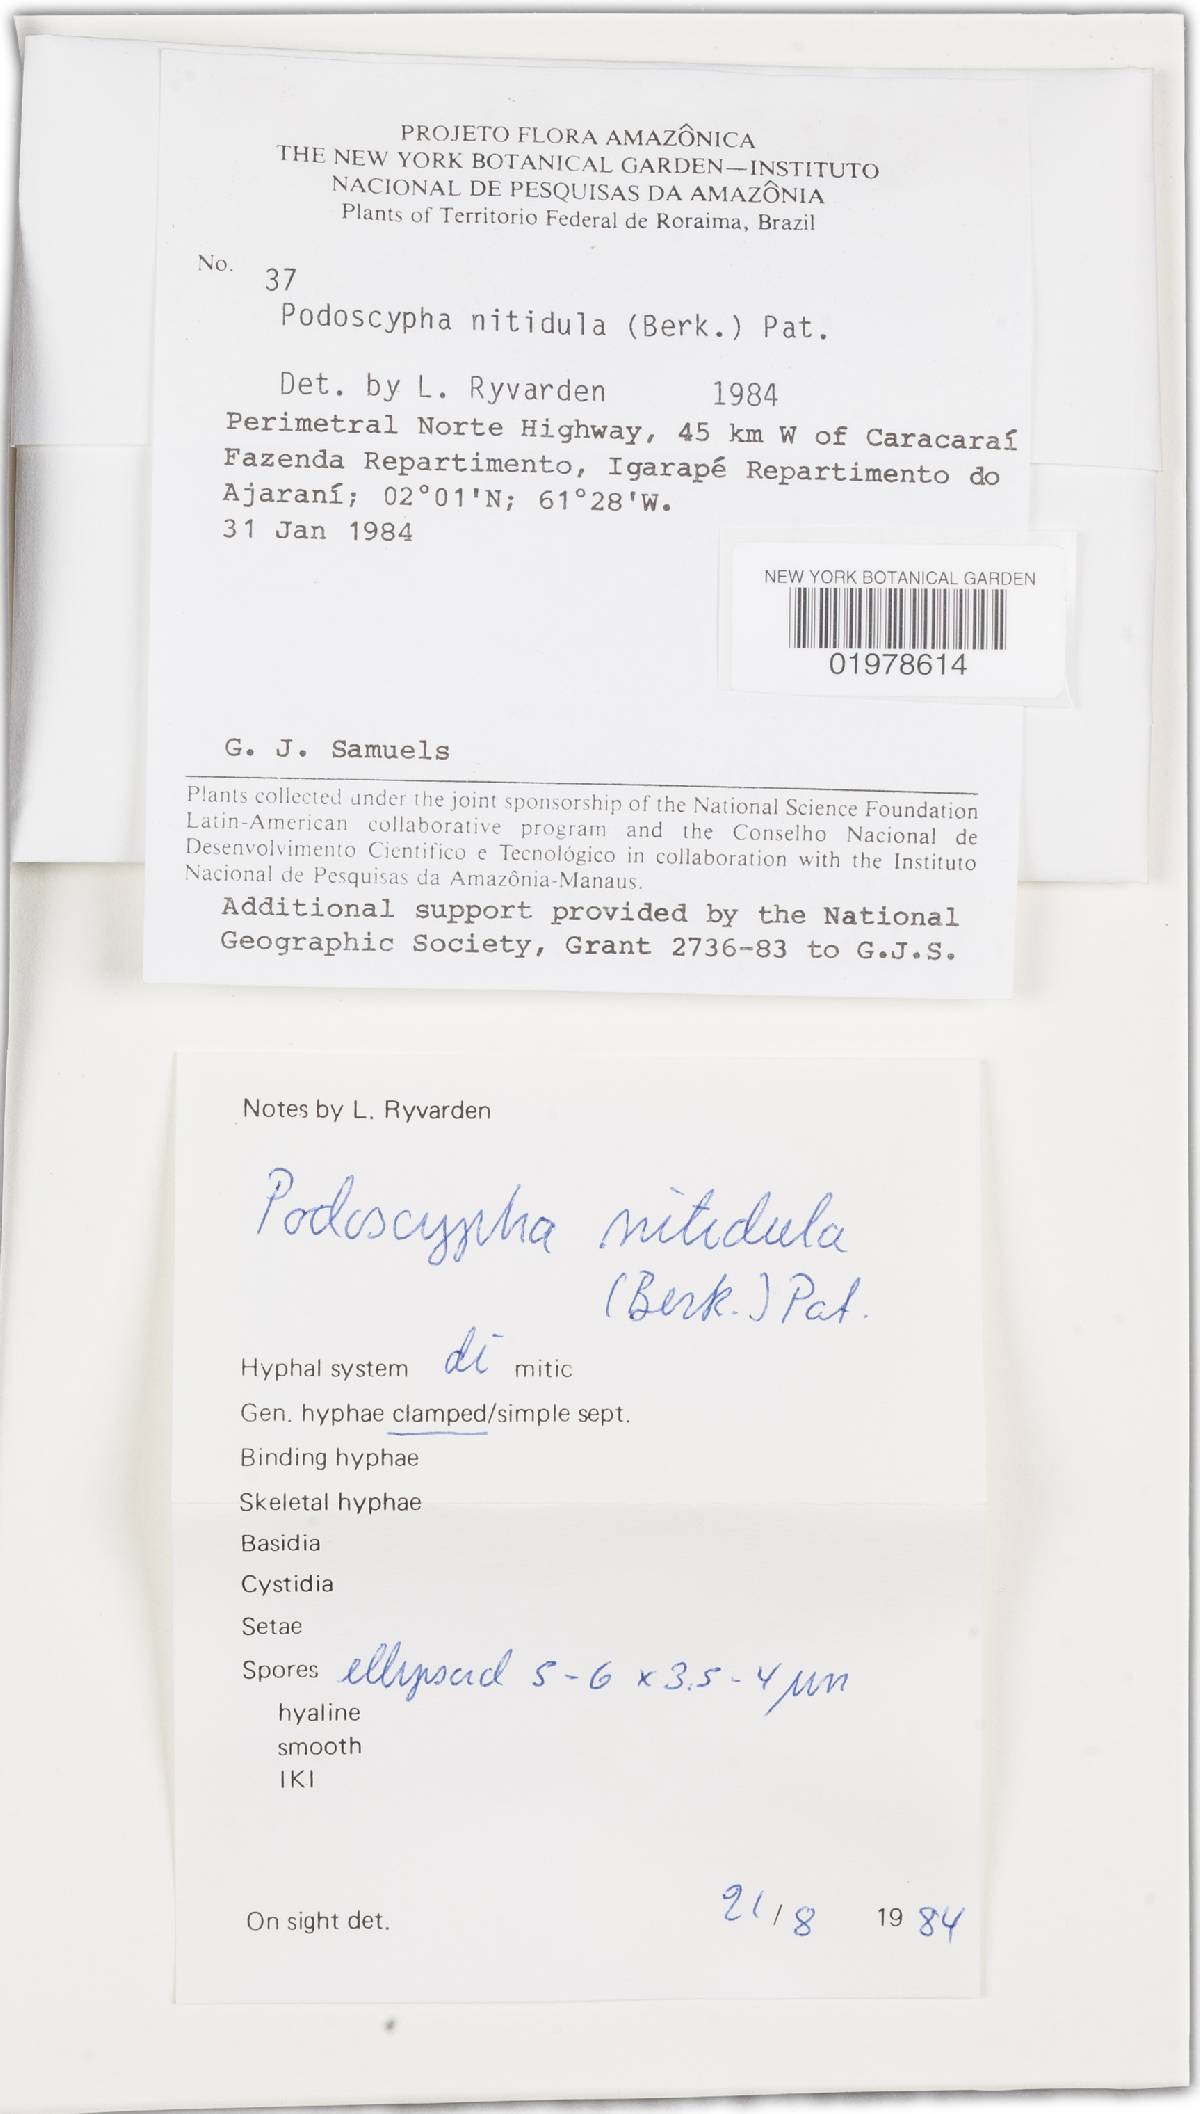 PROJETO FLORA AMAZÔNICA
THE NEW YORK BOTANICAL GARDEN—INSTITUTO
NACIONAL DE PESQUISAS DA AMAZÔNIA
Plants of Territorio Federal de Roraima, Brazil
No. 37
Podoscypha nitidula (Berk.) Pat.
Det. by L. Ryvarden 1984
Perimetral Norte Highway, 45 km W of Caracaraí
Fazenda Repartimento, Igarapé Repartimento do
Ajaraní; 02°01'N; 61°28'W.
31 Jan 1984
NEW YORK BOTANICAL GARDEN
01978614
G. J. Samuels
Plants collected under the joint sponsorship of the National Science Foundation
Latin-American collaborative program and the Conselho Nacional de
Desenvolvimento Cientifico e Tecnológico in collaboration with the Instituto
Nacional de Pesquisas da Amazônia-Manaus.
Additional support provided by the National
Geographic Society, Grant 2736-83 to G.J.S.
Notes by L. Ryvarden
Podoscypha nitidula
(Berk.) Pat.
Hyphal system di mitic
Gen. hyphae clamped/simple sept.
Binding hyphae
Skeletal hyphae
Basidia
Cystidia
Setae
Spores ellipsoid 5-6 x 3.5-4 µm
hyaline
smooth
IKI
On sight det. 21/8 1984